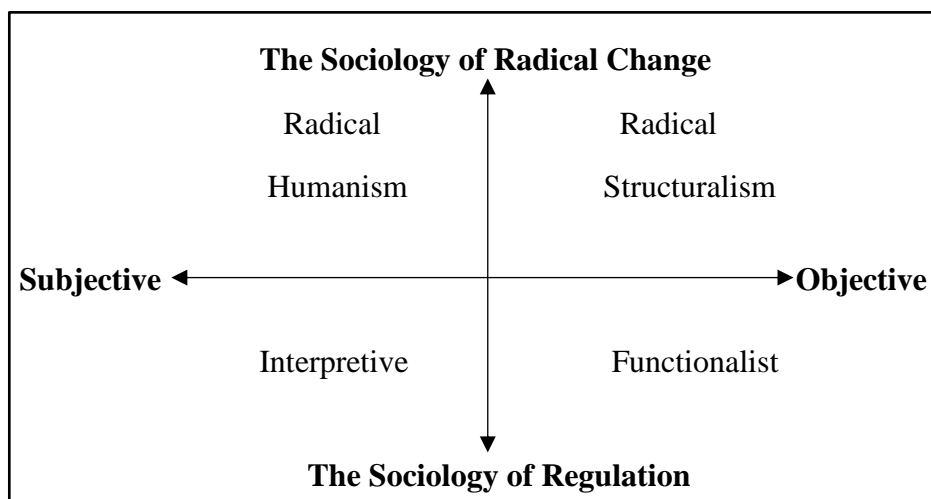 The Sociology of Radical Change
Radical Radical
Humanism Structuralism
Subjective Objective
Interpretive Functionalist
The Sociology of Regulation